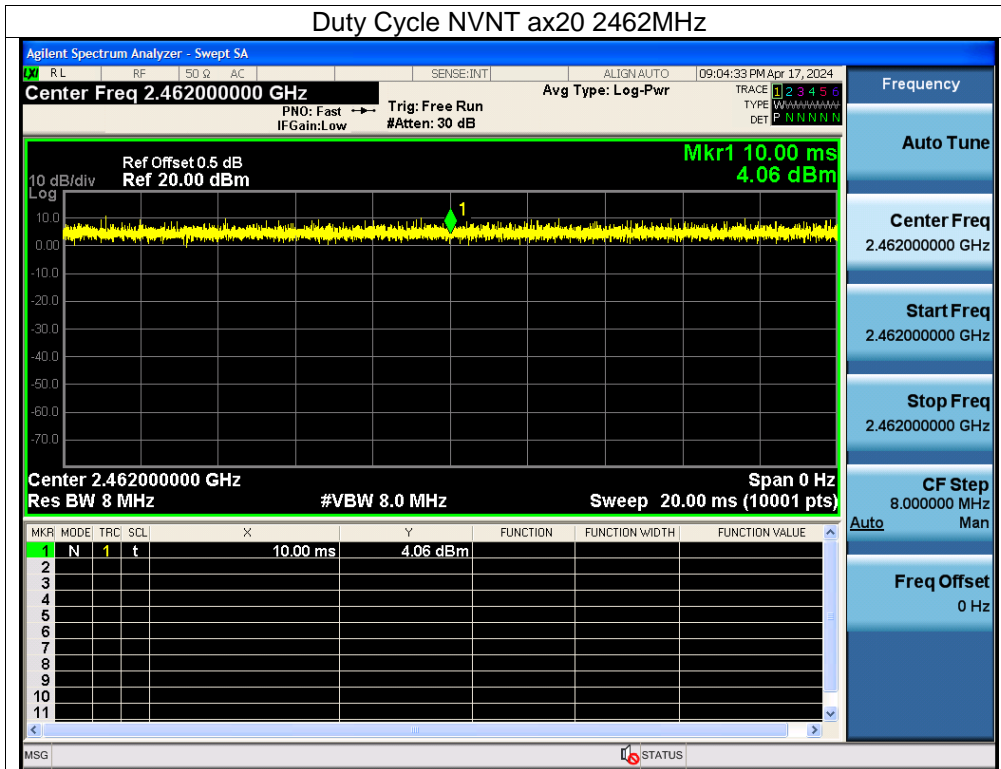 Duty Cycle NVNT ax20 2462MHz
Agilent Spectrum Analyzer - Swept SA
LXI RL RF 50 Ω AC SENSE:INT ALIGN AUTO 09:04:33 PM Apr 17, 2024
Center Freq 2.462000000 GHz Avg Type: Log-Pwr TRACE 1 2 3 4 5 6
PNO: Fast Trig: Free Run TYPE WWWWWWW
IFGain:Low #Atten: 30 dB DET P N N N N N
Frequency
Auto Tune
Center Freq
2.462000000 GHz
Start Freq
2.462000000 GHz
Stop Freq
2.462000000 GHz
CF Step
8.000000 MHz
Auto Man
Freq Offset
0 Hz
Mkr1 10.00 ms
4.06 dBm
Ref Offset 0.5 dB
10 dB/div Ref 20.00 dBm
Log
1
10.0
0.00
-10.0
-20.0
-30.0
-40.0
-50.0
-60.0
-70.0
Center 2.462000000 GHz Span 0 Hz
Res BW 8 MHz #VBW 8.0 MHz Sweep 20.00 ms (10001 pts)
MKR MODE TRC SCL X Y FUNCTION FUNCTION WIDTH FUNCTION VALUE
1 N 1 t 10.00 ms 4.06 dBm
2
3
4
5
6
7
8
9
10
11
MSG STATUS